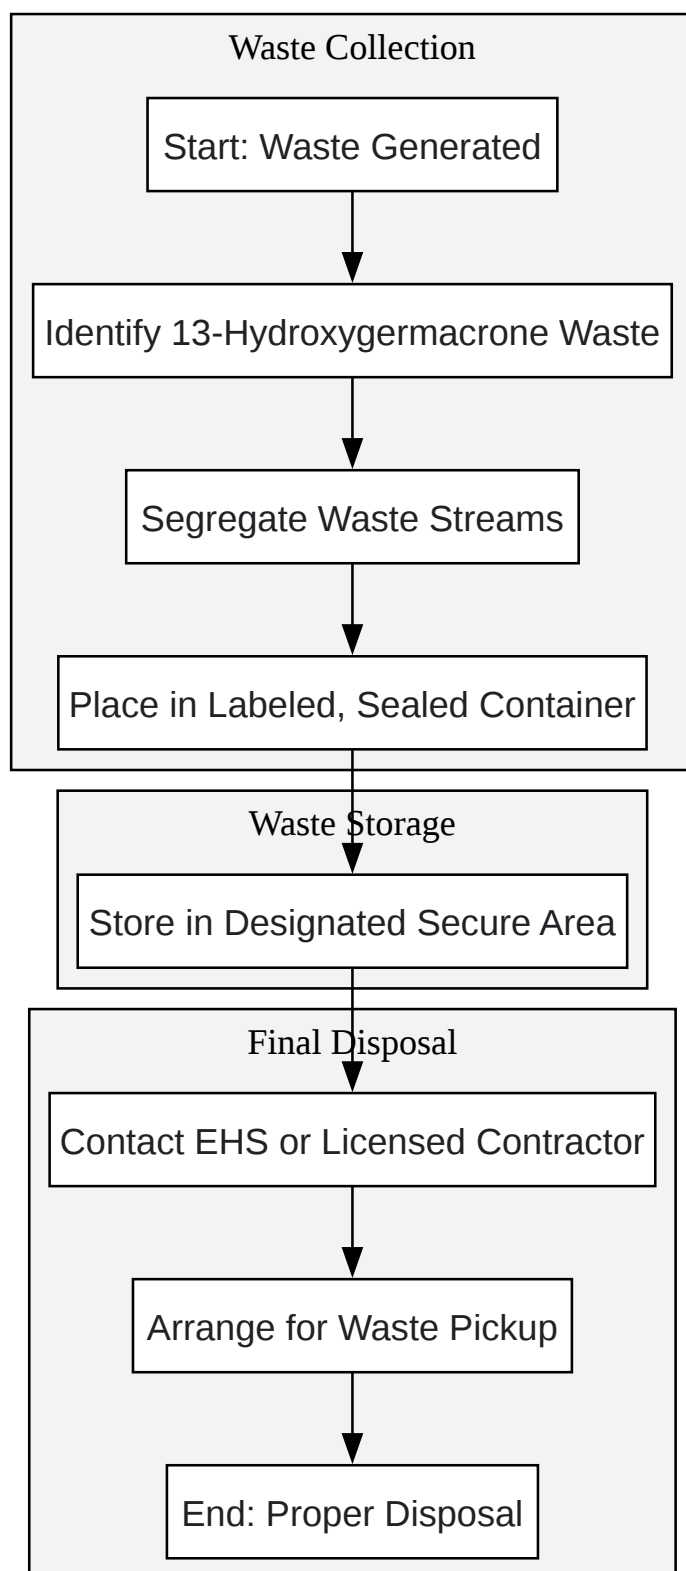 Waste Collection
Start: Waste Generated
Identify 13-Hydroxygermacrone Waste
Segregate Waste Streams
Place in Labeled, Sealed Container
Waste Storage
Store in Designated Secure Area
Final Disposal
Contact EHS or Licensed Contractor
Arrange for Waste Pickup
End: Proper Disposal